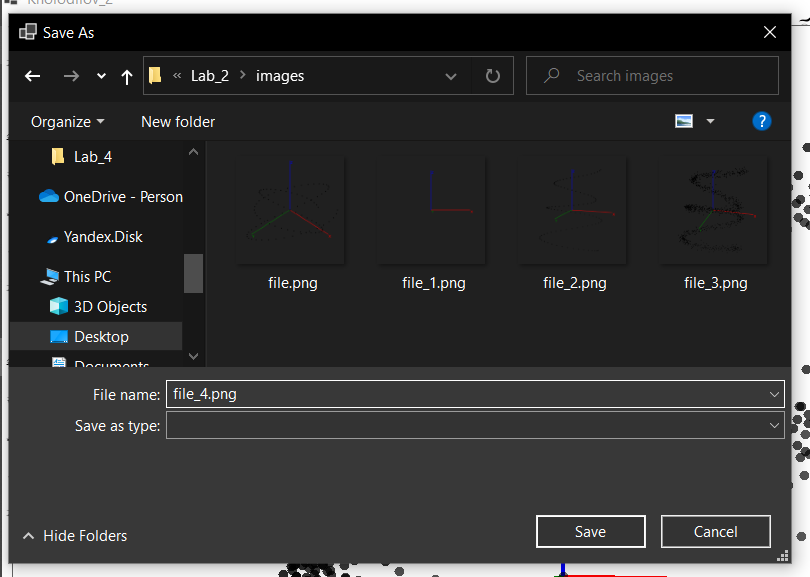 Save As
« Lab_2 > images
Search images
Organize
New folder
?
Lab_4
OneDrive - Person
Yandex.Disk
This PC
3D Objects
Desktop
Documents
file.png
file_1.png
file_2.png
file_3.png
File name: file_4.png
Save as type:
Hide Folders
Save
Cancel